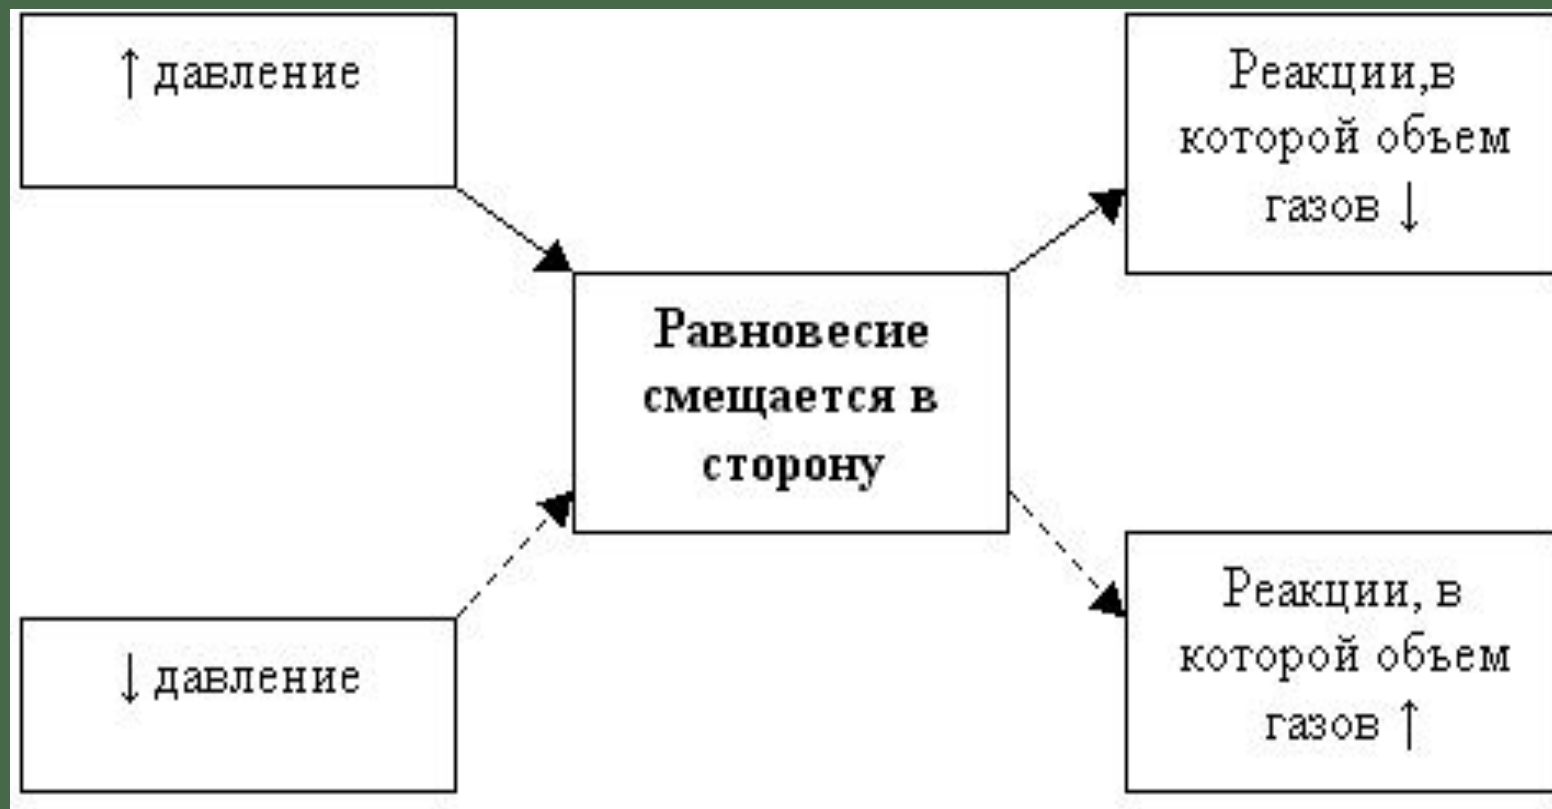 ↑ давление
Реакции,в
которой объем
газов ↓
Равновесие
смещается в
сторону
↓ давление
Реакции, в
которой объем
газов ↑